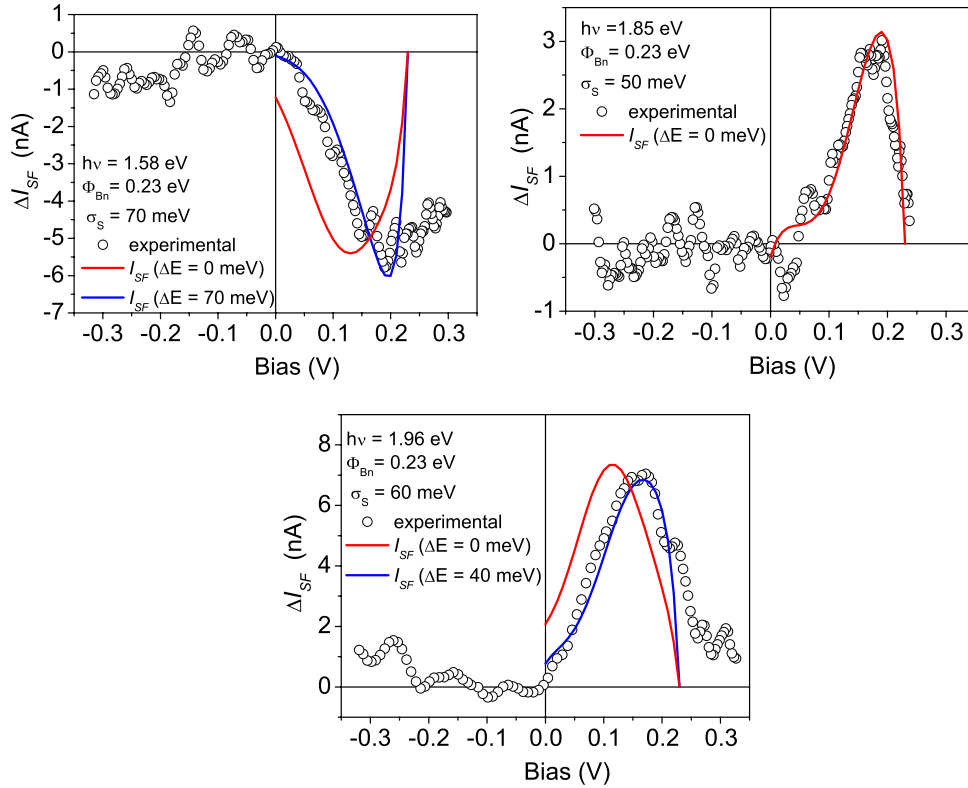 0
-1
-2
-3
-4
-5
-6
-7
ΔI_SF (nA)
hν = 1.58 eV
Φ_Bn = 0.23 eV
σ_S = 70 meV
experimental
I_SF (ΔE = 0 meV)
I_SF (ΔE = 70 meV)
-0.3 -0.2 -0.1 0.0 0.1 0.2 0.3
Bias (V)
3
2
1
0
-1
ΔI_SF (nA)
hν =1.85 eV
Φ_Bn = 0.23 eV
σ_S = 50 meV
experimental
I_SF (ΔE = 0 meV)
-0.3 -0.2 -0.1 0.0 0.1 0.2 0.3
Bias (V)
8
6
4
2
0
ΔI_SF (nA)
hν = 1.96 eV
Φ_Bn = 0.23 eV
σ_S = 60 meV
experimental
I_SF (ΔE = 0 meV)
I_SF (ΔE = 40 meV)
-0.3 -0.2 -0.1 0.0 0.1 0.2 0.3
Bias (V)